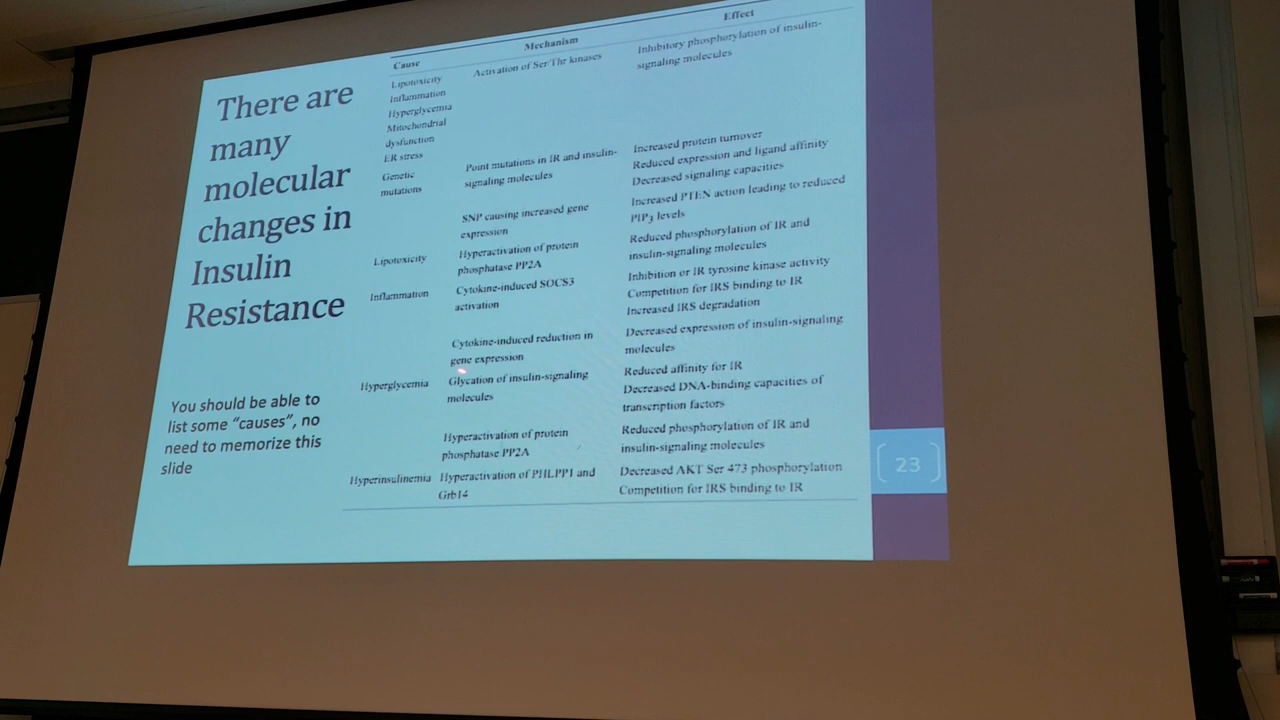 There are
many
molecular
changes in
Insulin
Resistance
You should be able to
list some “causes”, no
need to memorize this
slide
Cause Mechanism Effect
Lipotoxicity Activation of Ser/Thr kinases Inhibitory phosphorylation of insulin-
Inflammation signaling molecules
Hyperglycemia
Mitochondrial
dysfunction
ER stress
Genetic Point mutations in IR and insulin- Increased protein turnover
mutations signaling molecules Reduced expression and ligand affinity
Decreased signaling capacities
SNP causing increased gene Increased PTEN action leading to reduced
expression PIP3 levels
Lipotoxicity Hyperactivation of protein Reduced phosphorylation of IR and
phosphatase PP2A insulin-signaling molecules
Inflammation Cytokine-induced SOCS3 Inhibition or IR tyrosine kinase activity
activation Competition for IRS binding to IR
Increased IRS degradation
Cytokine-induced reduction in Decreased expression of insulin-signaling
gene expression molecules
Hyperglycemia Glycation of insulin-signaling Reduced affinity for IR
molecules Decreased DNA-binding capacities of
transcription factors
Hyperactivation of protein Reduced phosphorylation of IR and
phosphatase PP2A insulin-signaling molecules
Hyperinsulinemia Hyperactivation of PHLPP1 and Decreased AKT Ser 473 phosphorylation
Grb14 Competition for IRS binding to IR
23